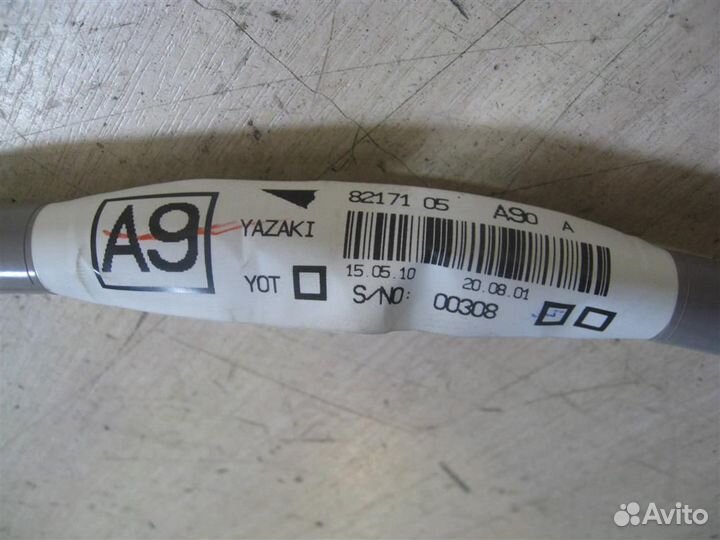 A9
YAZAKI
YOT
82171 05 A90 A
15.05.10 20.08.01
S/NO: 00308
Avito